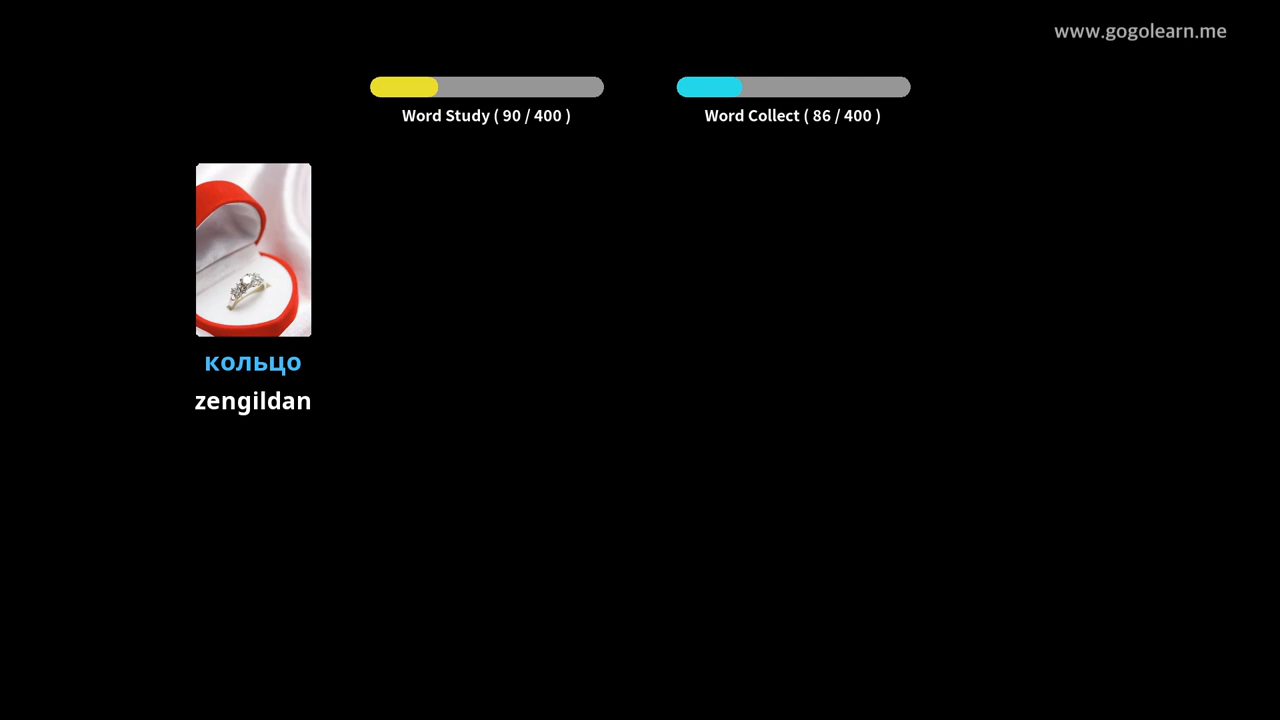 www.gogolearn.me
Word Study ( 90 / 400 )
Word Collect ( 86 / 400 )
кольцо
zengildan